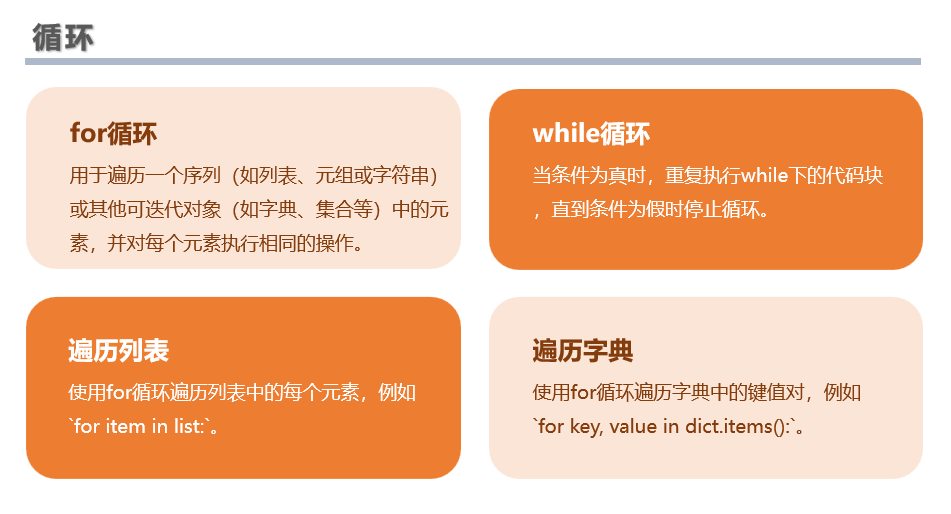 循环
for循环
用于遍历一个序列（如列表、元组或字符串）
或其他可迭代对象（如字典、集合等）中的元
素，并对每个元素执行相同的操作。
while循环
当条件为真时，重复执行while下的代码块
，直到条件为假时停止循环。
遍历列表
使用for循环遍历列表中的每个元素，例如
`for item in list:`。
遍历字典
使用for循环遍历字典中的键值对，例如
`for key, value in dict.items():`。